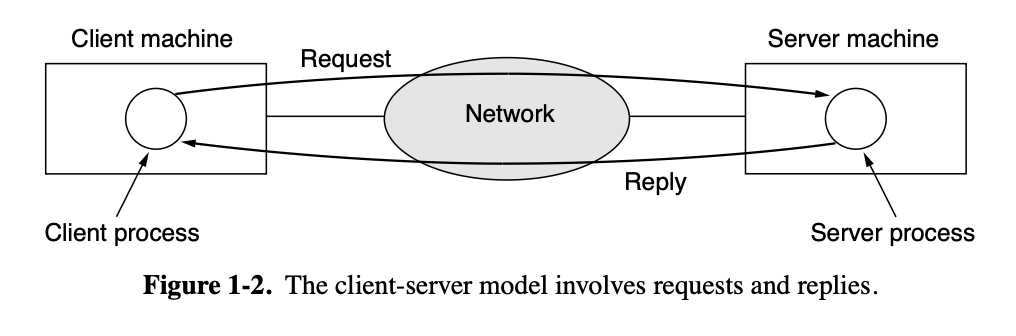 Client machine
Server machine
Request
Network
Reply
Client process
Server process
Figure 1-2. The client-server model involves requests and replies.